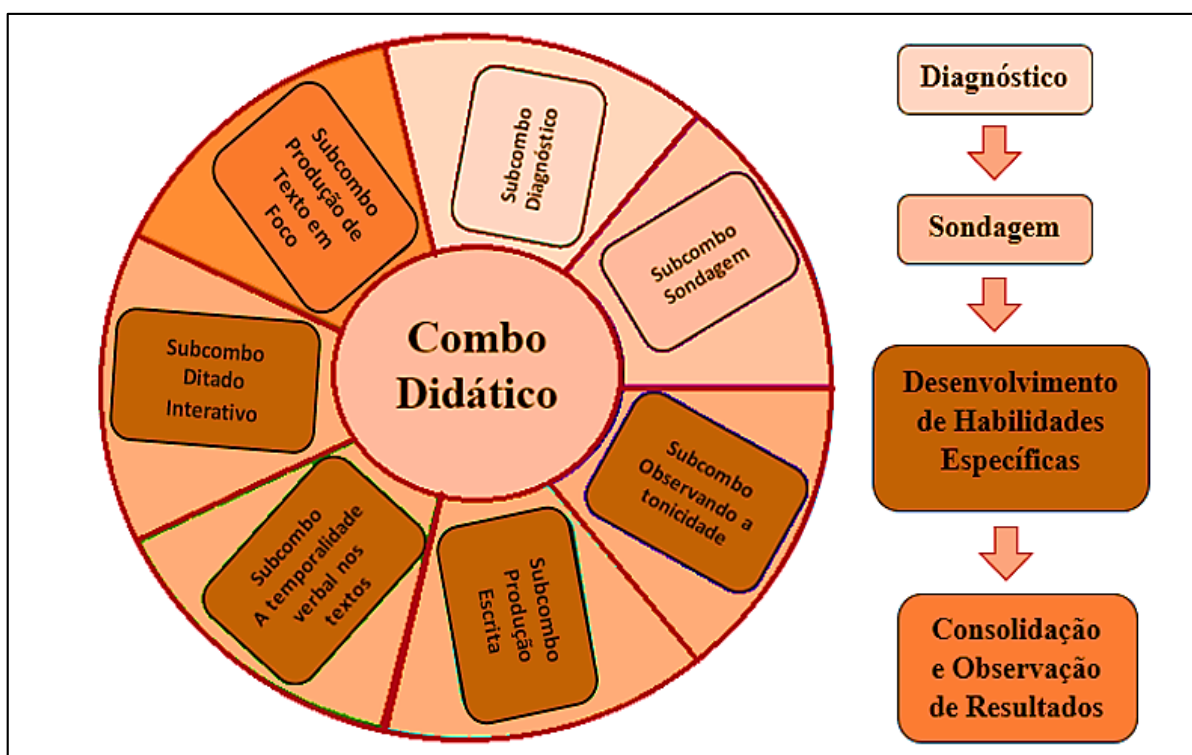 Combo
Didático
Subcombo
Diagnóstico
Subcombo
Sondagem
Subcombo
Observando a
tonicidade
Subcombo
Produção
Escrita
Subcombo
A temporalidade
verbal nos
textos
Subcombo
Ditado
Interativo
Subcombo
Produção de
Texto em
Foco
Diagnóstico
Sondagem
Desenvolvimento
de Habilidades
Específicas
Consolidação
e Observação
de Resultados